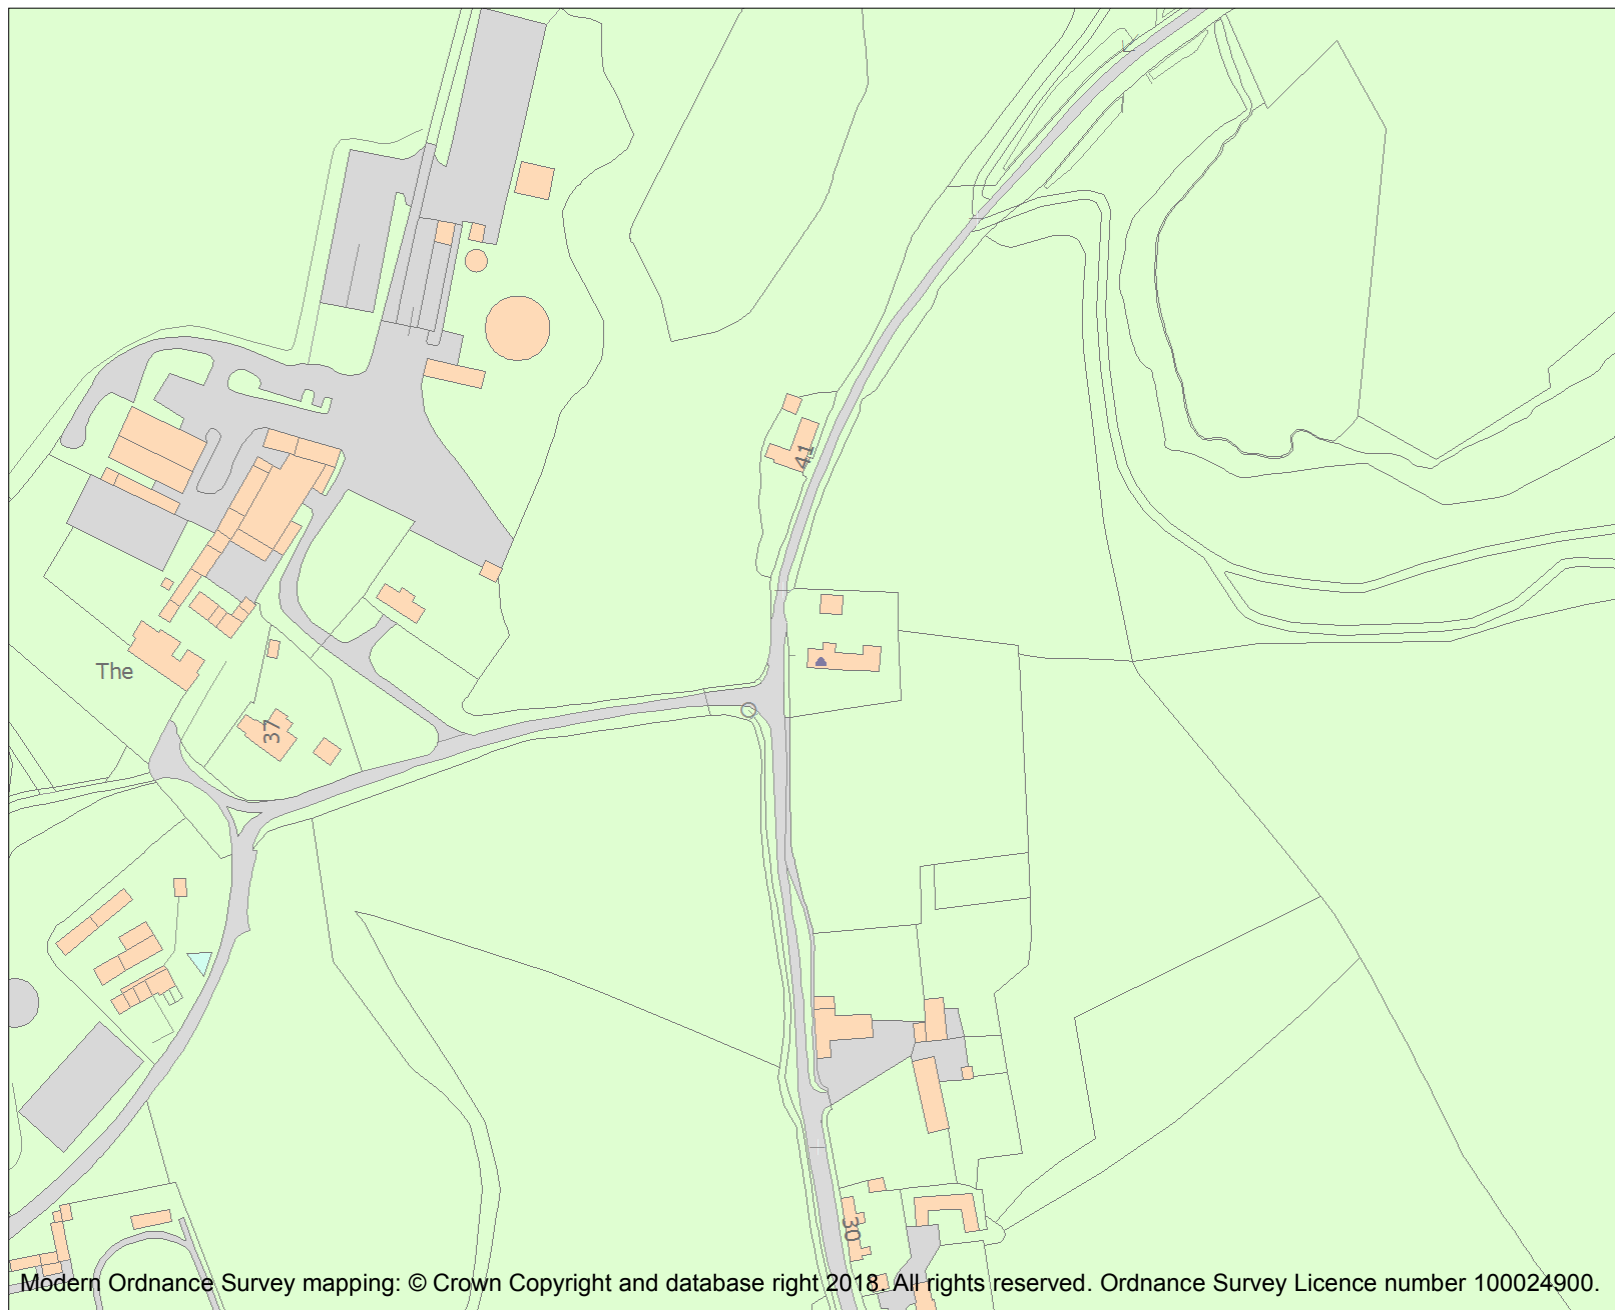 41
The
37
30
Modern Ordnance Survey mapping: © Crown Copyright and database right 2018. All rights reserved. Ordnance Survey Licence number 100024900.